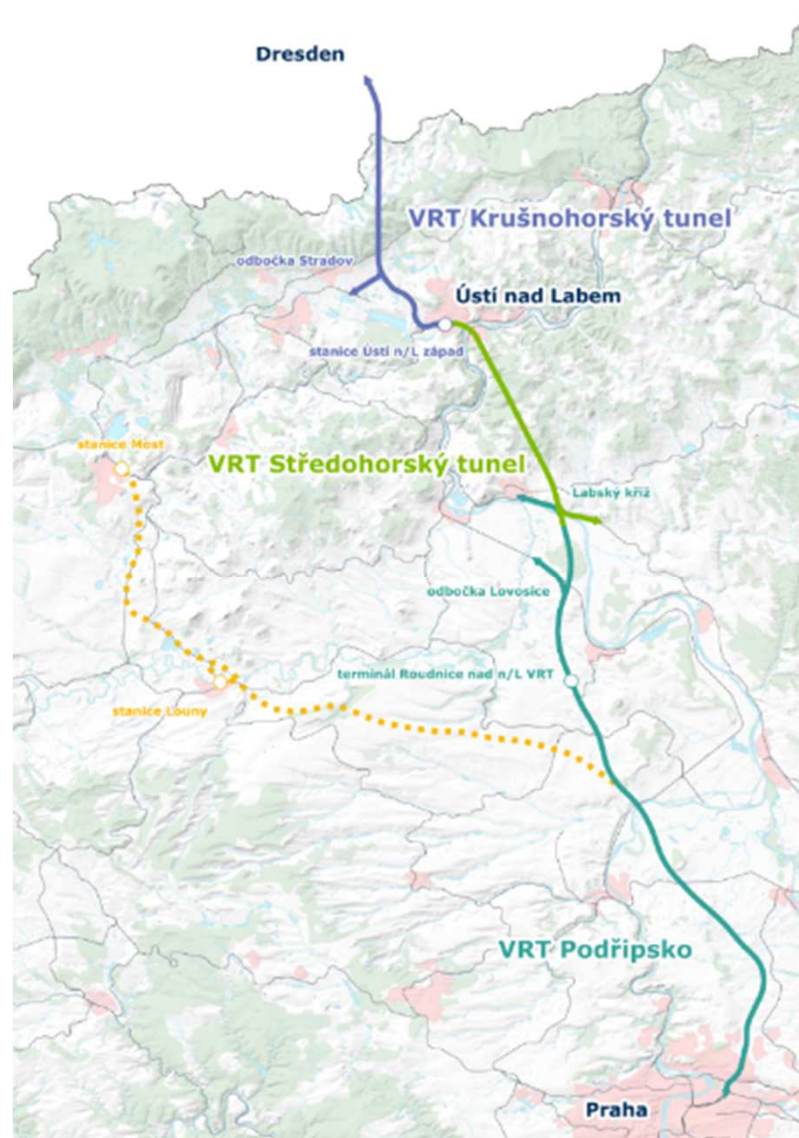 Dresden
VRT Krušnohorský tunel
odbočka Stradov
Ústí nad Labem
stanice Ústí n/L západ
stanice Most
VRT Středohorský tunel
Labský kříž
odbočka Lovosice
terminál Roudnice nad n/L VRT
stanice Louny
VRT Podřipsko
Praha